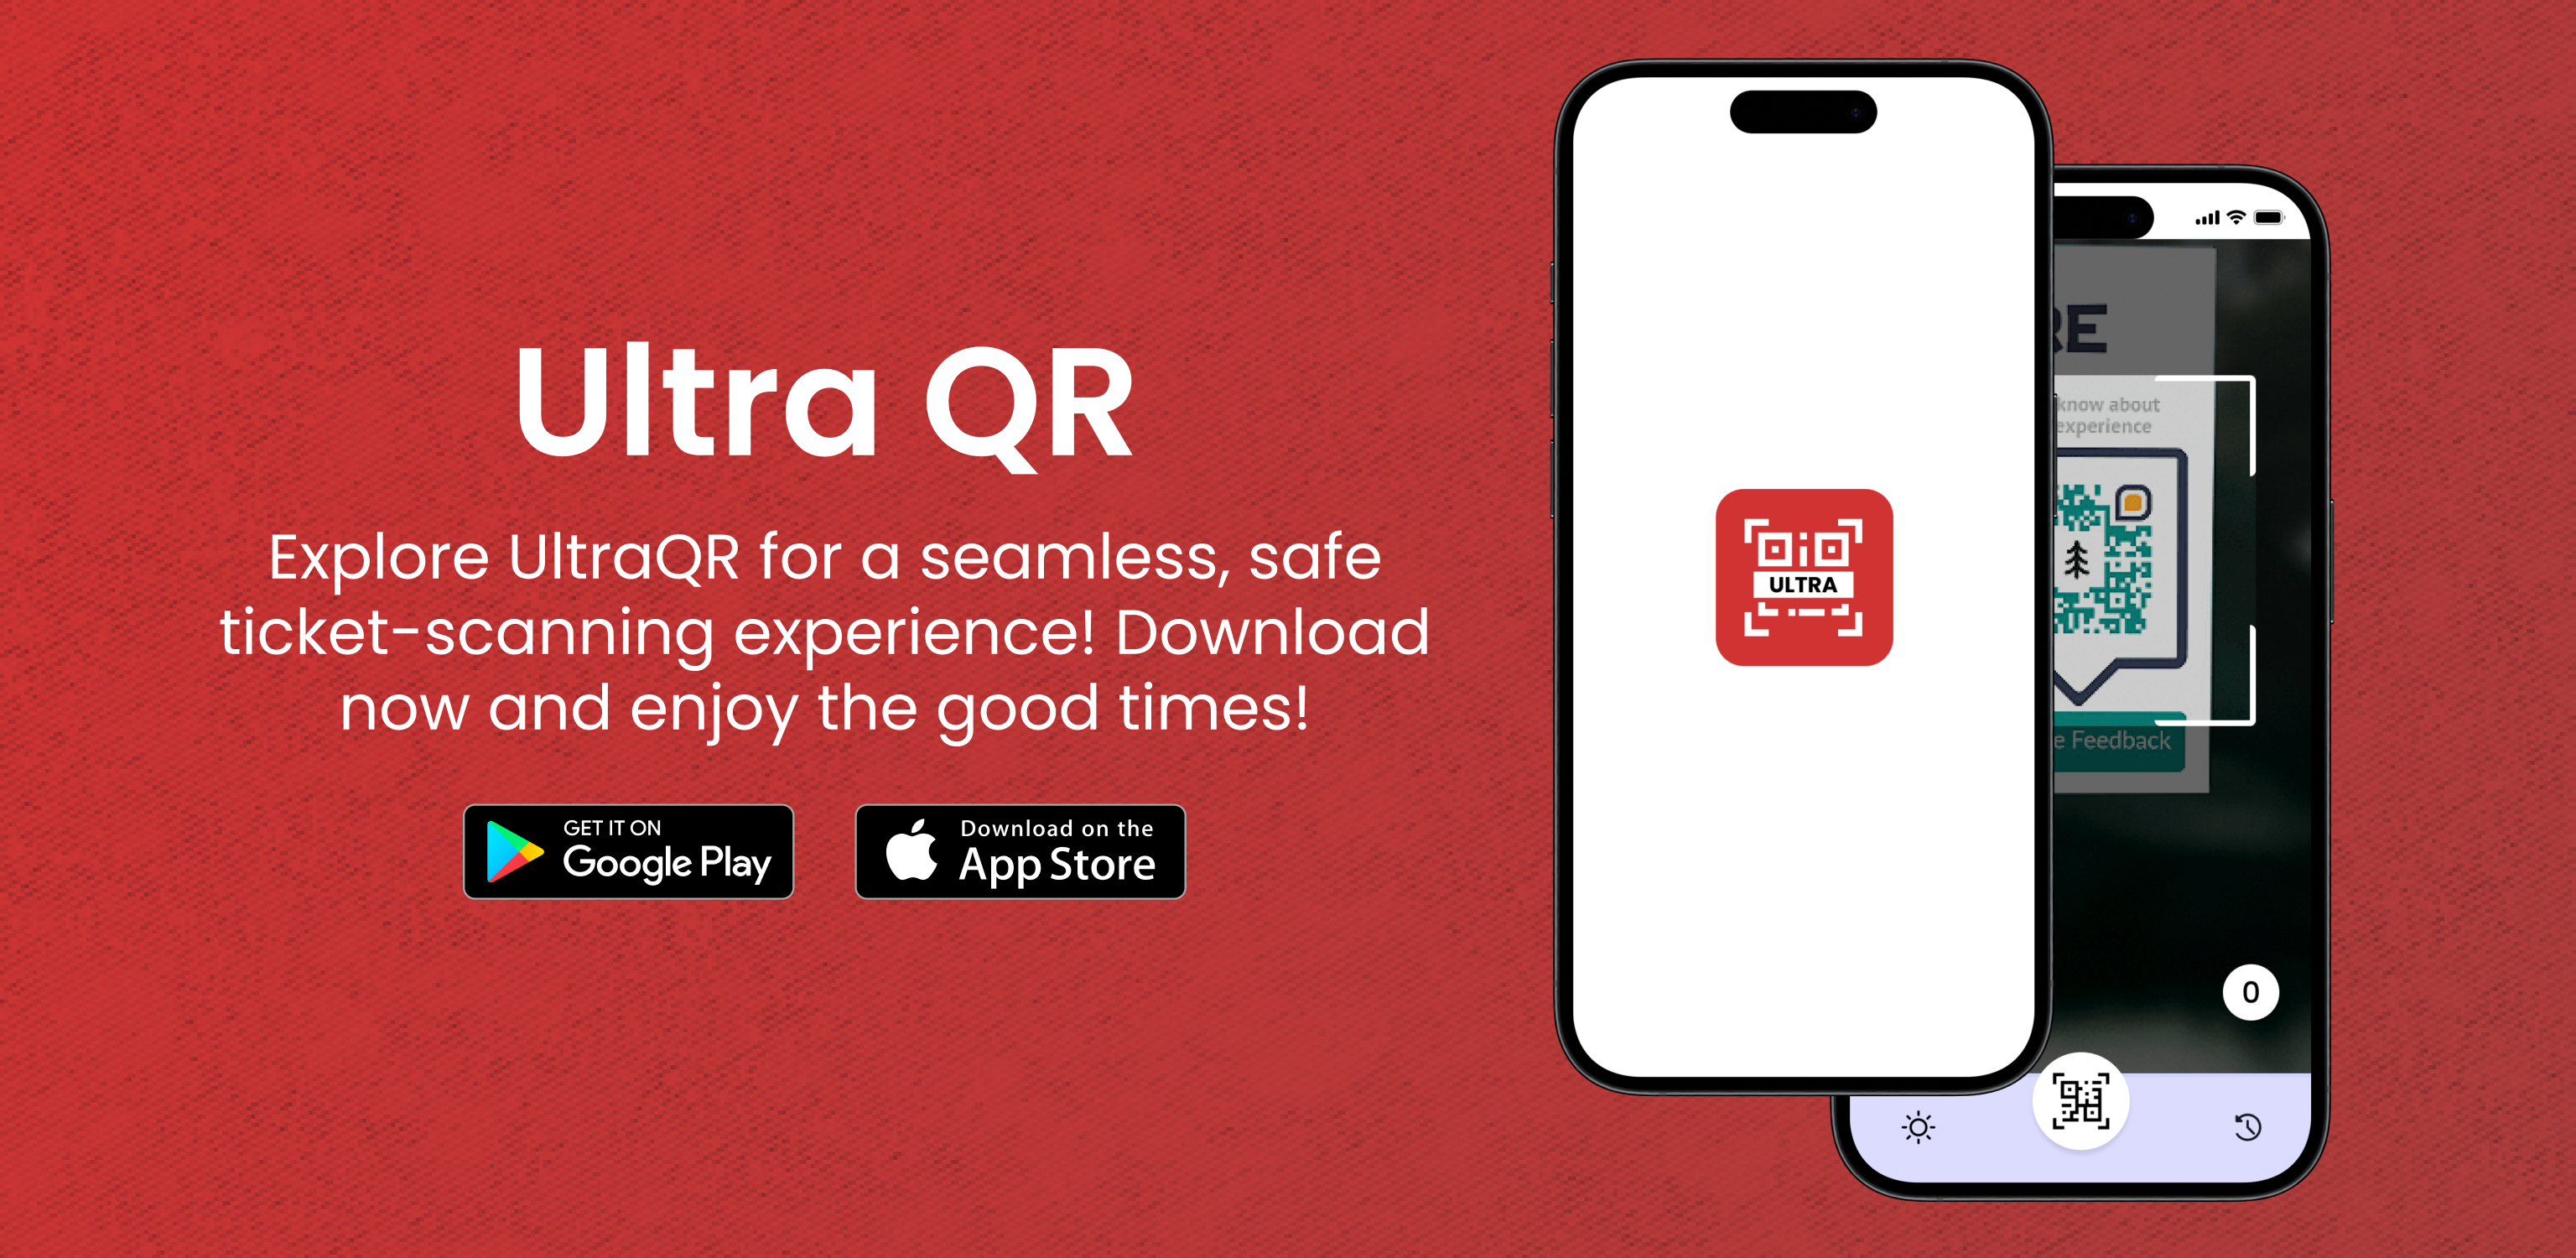 Ultra QR
Explore UltraQR for a seamless, safe
ticket-scanning experience! Download
now and enjoy the good times!
GET IT ON
Google Play
Download on the
App Store
ULTRA
RE
know about
experience
e Feedback
0